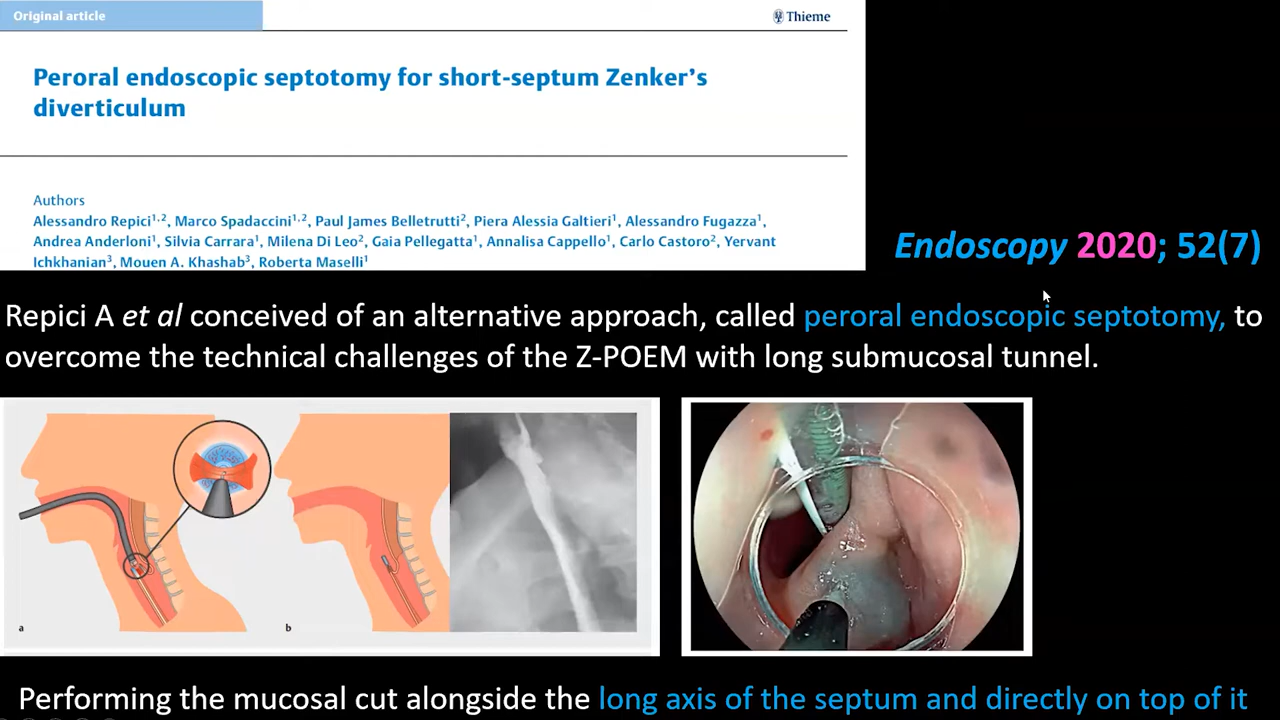 Original article
Thieme
Peroral endoscopic septotomy for short-septum Zenker's
diverticulum
Authors
Alessandro Repici1,2, Marco Spadaccini1,2, Paul James Belletrutti2, Piera Alessia Galtieri1, Alessandro Fugazza1,
Andrea Anderloni1, Silvia Carrara1, Milena Di Leo2, Gaia Pellegatta1, Annalisa Cappello1, Carlo Castoro2, Yervant
Ichkhanian3, Mouen A. Khashab3, Roberta Maselli1
Endoscopy 2020; 52(7)
Repici A et al conceived of an alternative approach, called peroral endoscopic septotomy, to
overcome the technical challenges of the Z-POEM with long submucosal tunnel.
a
b
Performing the mucosal cut alongside the long axis of the septum and directly on top of it